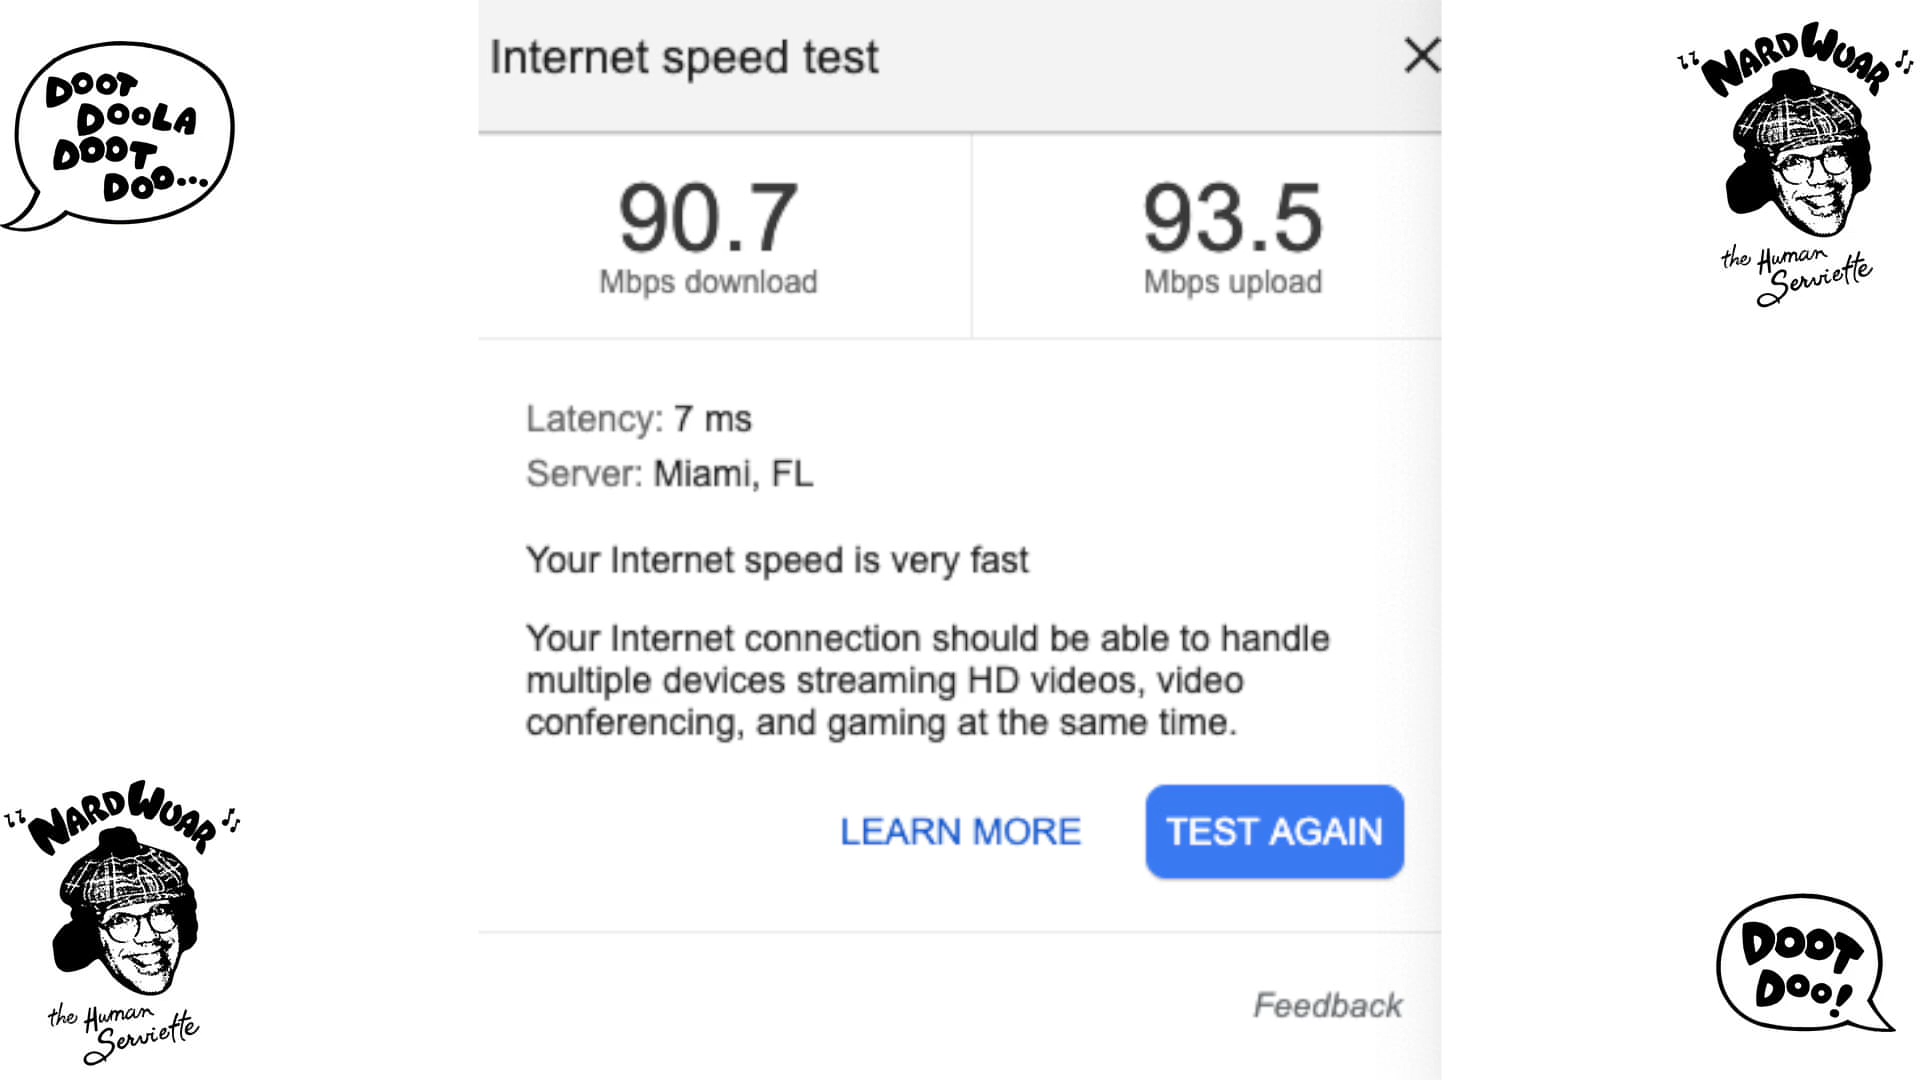 DOOT
DOOLA
DOOT
DOO...
Internet speed test
"NARDWUAR"
the Human
Serviette
90.7
Mbps download
93.5
Mbps upload
Latency: 7 ms
Server: Miami, FL
Your Internet speed is very fast
Your Internet connection should be able to handle
multiple devices streaming HD videos, video
conferencing, and gaming at the same time.
LEARN MORE
TEST AGAIN
Feedback
NARDWUAR
the Human
Serviette
DOOT
DOO!